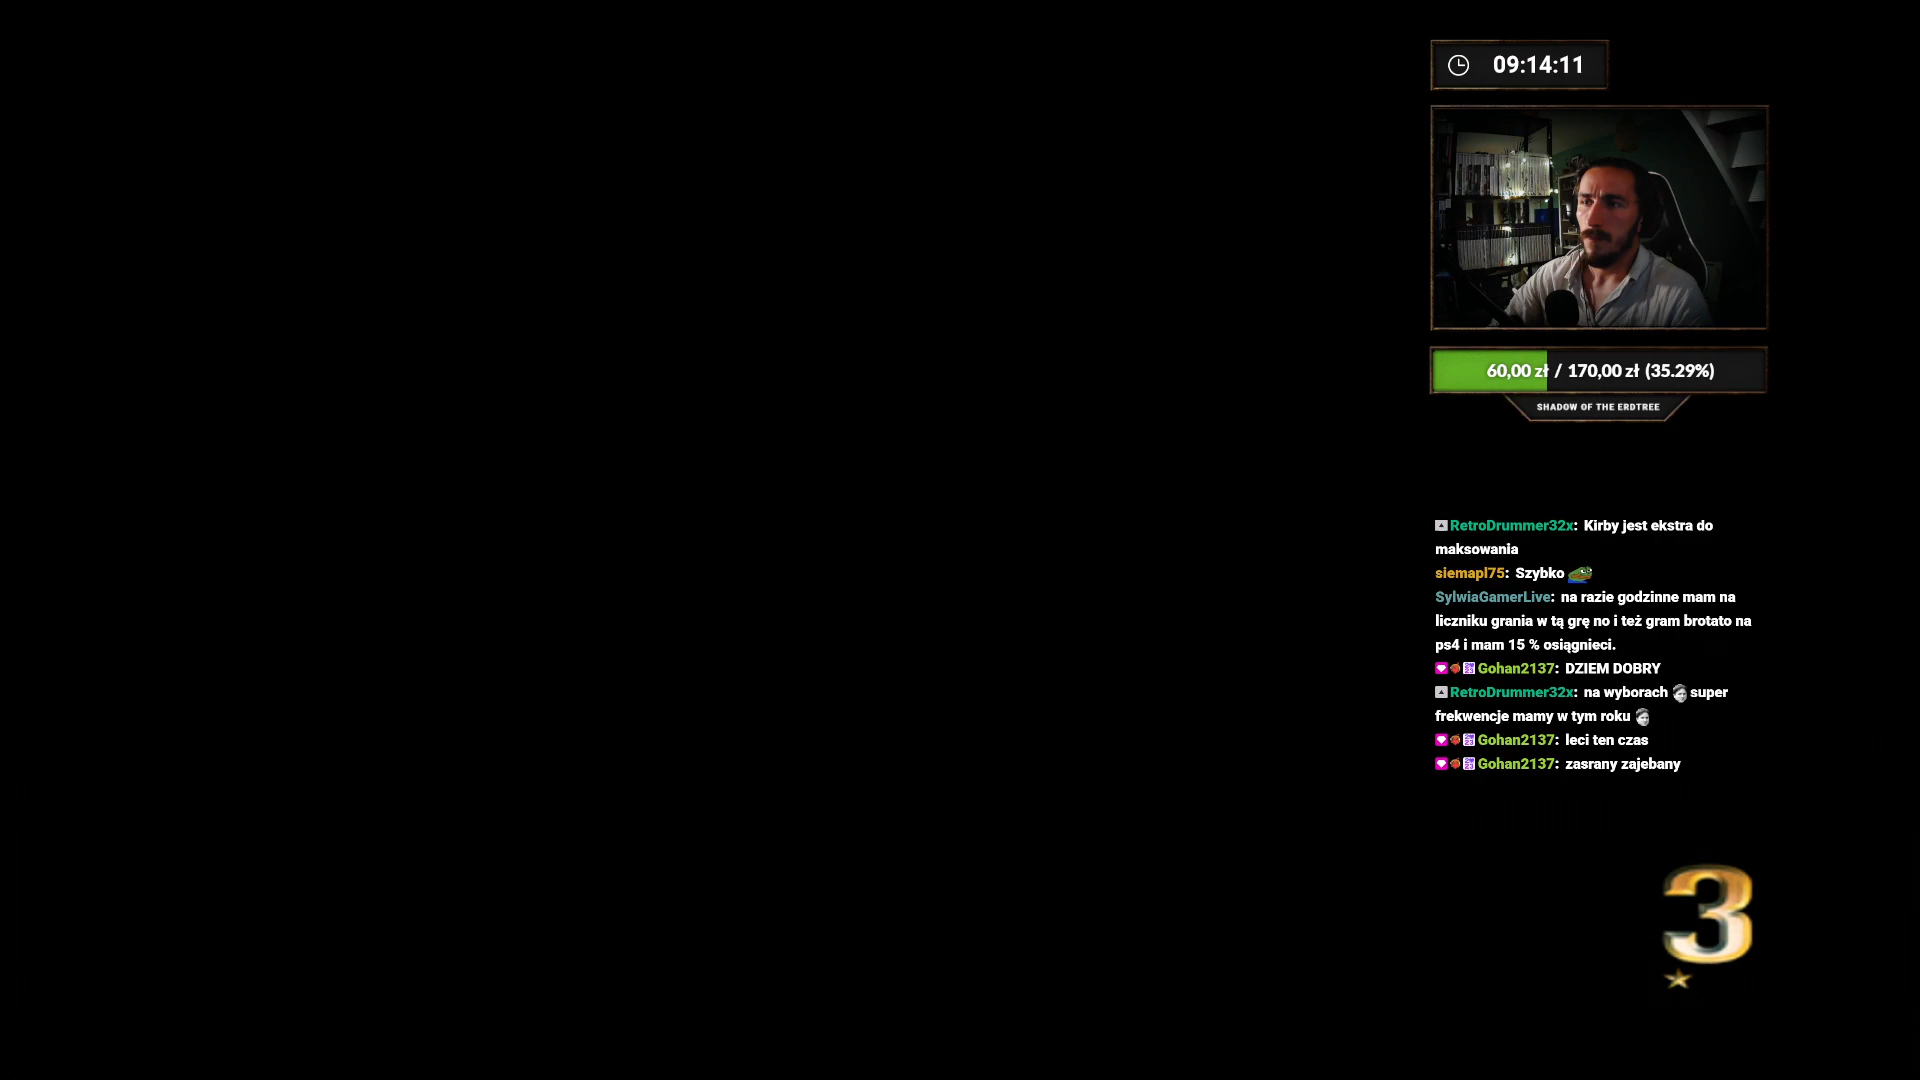 09:14:11
60,00 zł / 170,00 zł (35.29%)
SHADOW OF THE ERDTREE
RetroDrummer32x: Kirby jest ekstra do
maksowania
siemapl75: Szybko
SylwiaGamerLive: na razie godzinne mam na
liczniku grania w tą grę no i też gram brotato na
ps4 i mam 15 % osiągnieci.
Gohan2137: DZIEM DOBRY
RetroDrummer32x: na wyborach super
frekwencje mamy w tym roku
Gohan2137: leci ten czas
Gohan2137: zasrany zajebany
3